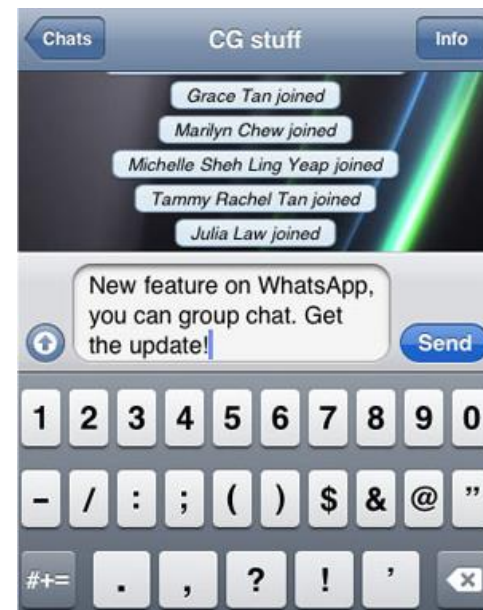 Chats
CG stuff
Info
Grace Tan joined
Marilyn Chew joined
Michelle Sheh Ling Yeap joined
Tammy Rachel Tan joined
Julia Law joined
New feature on WhatsApp,
you can group chat. Get
the update!
Send
1 2 3 4 5 6 7 8 9 0
- / : ; ( ) $ & @ "
#+= . , ? ! '